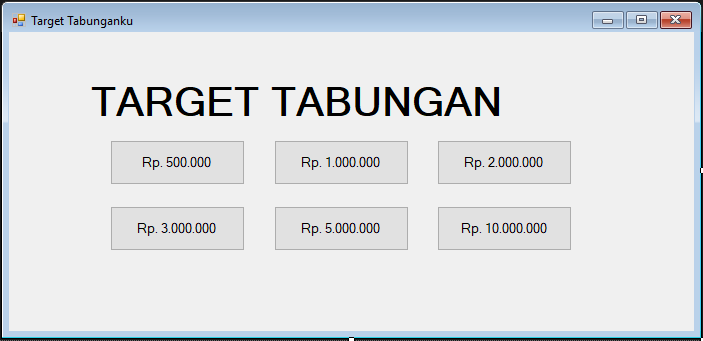 Target Tabunganku
TARGET TABUNGAN
Rp. 500.000
Rp. 1.000.000
Rp. 2.000.000
Rp. 3.000.000
Rp. 5.000.000
Rp. 10.000.000